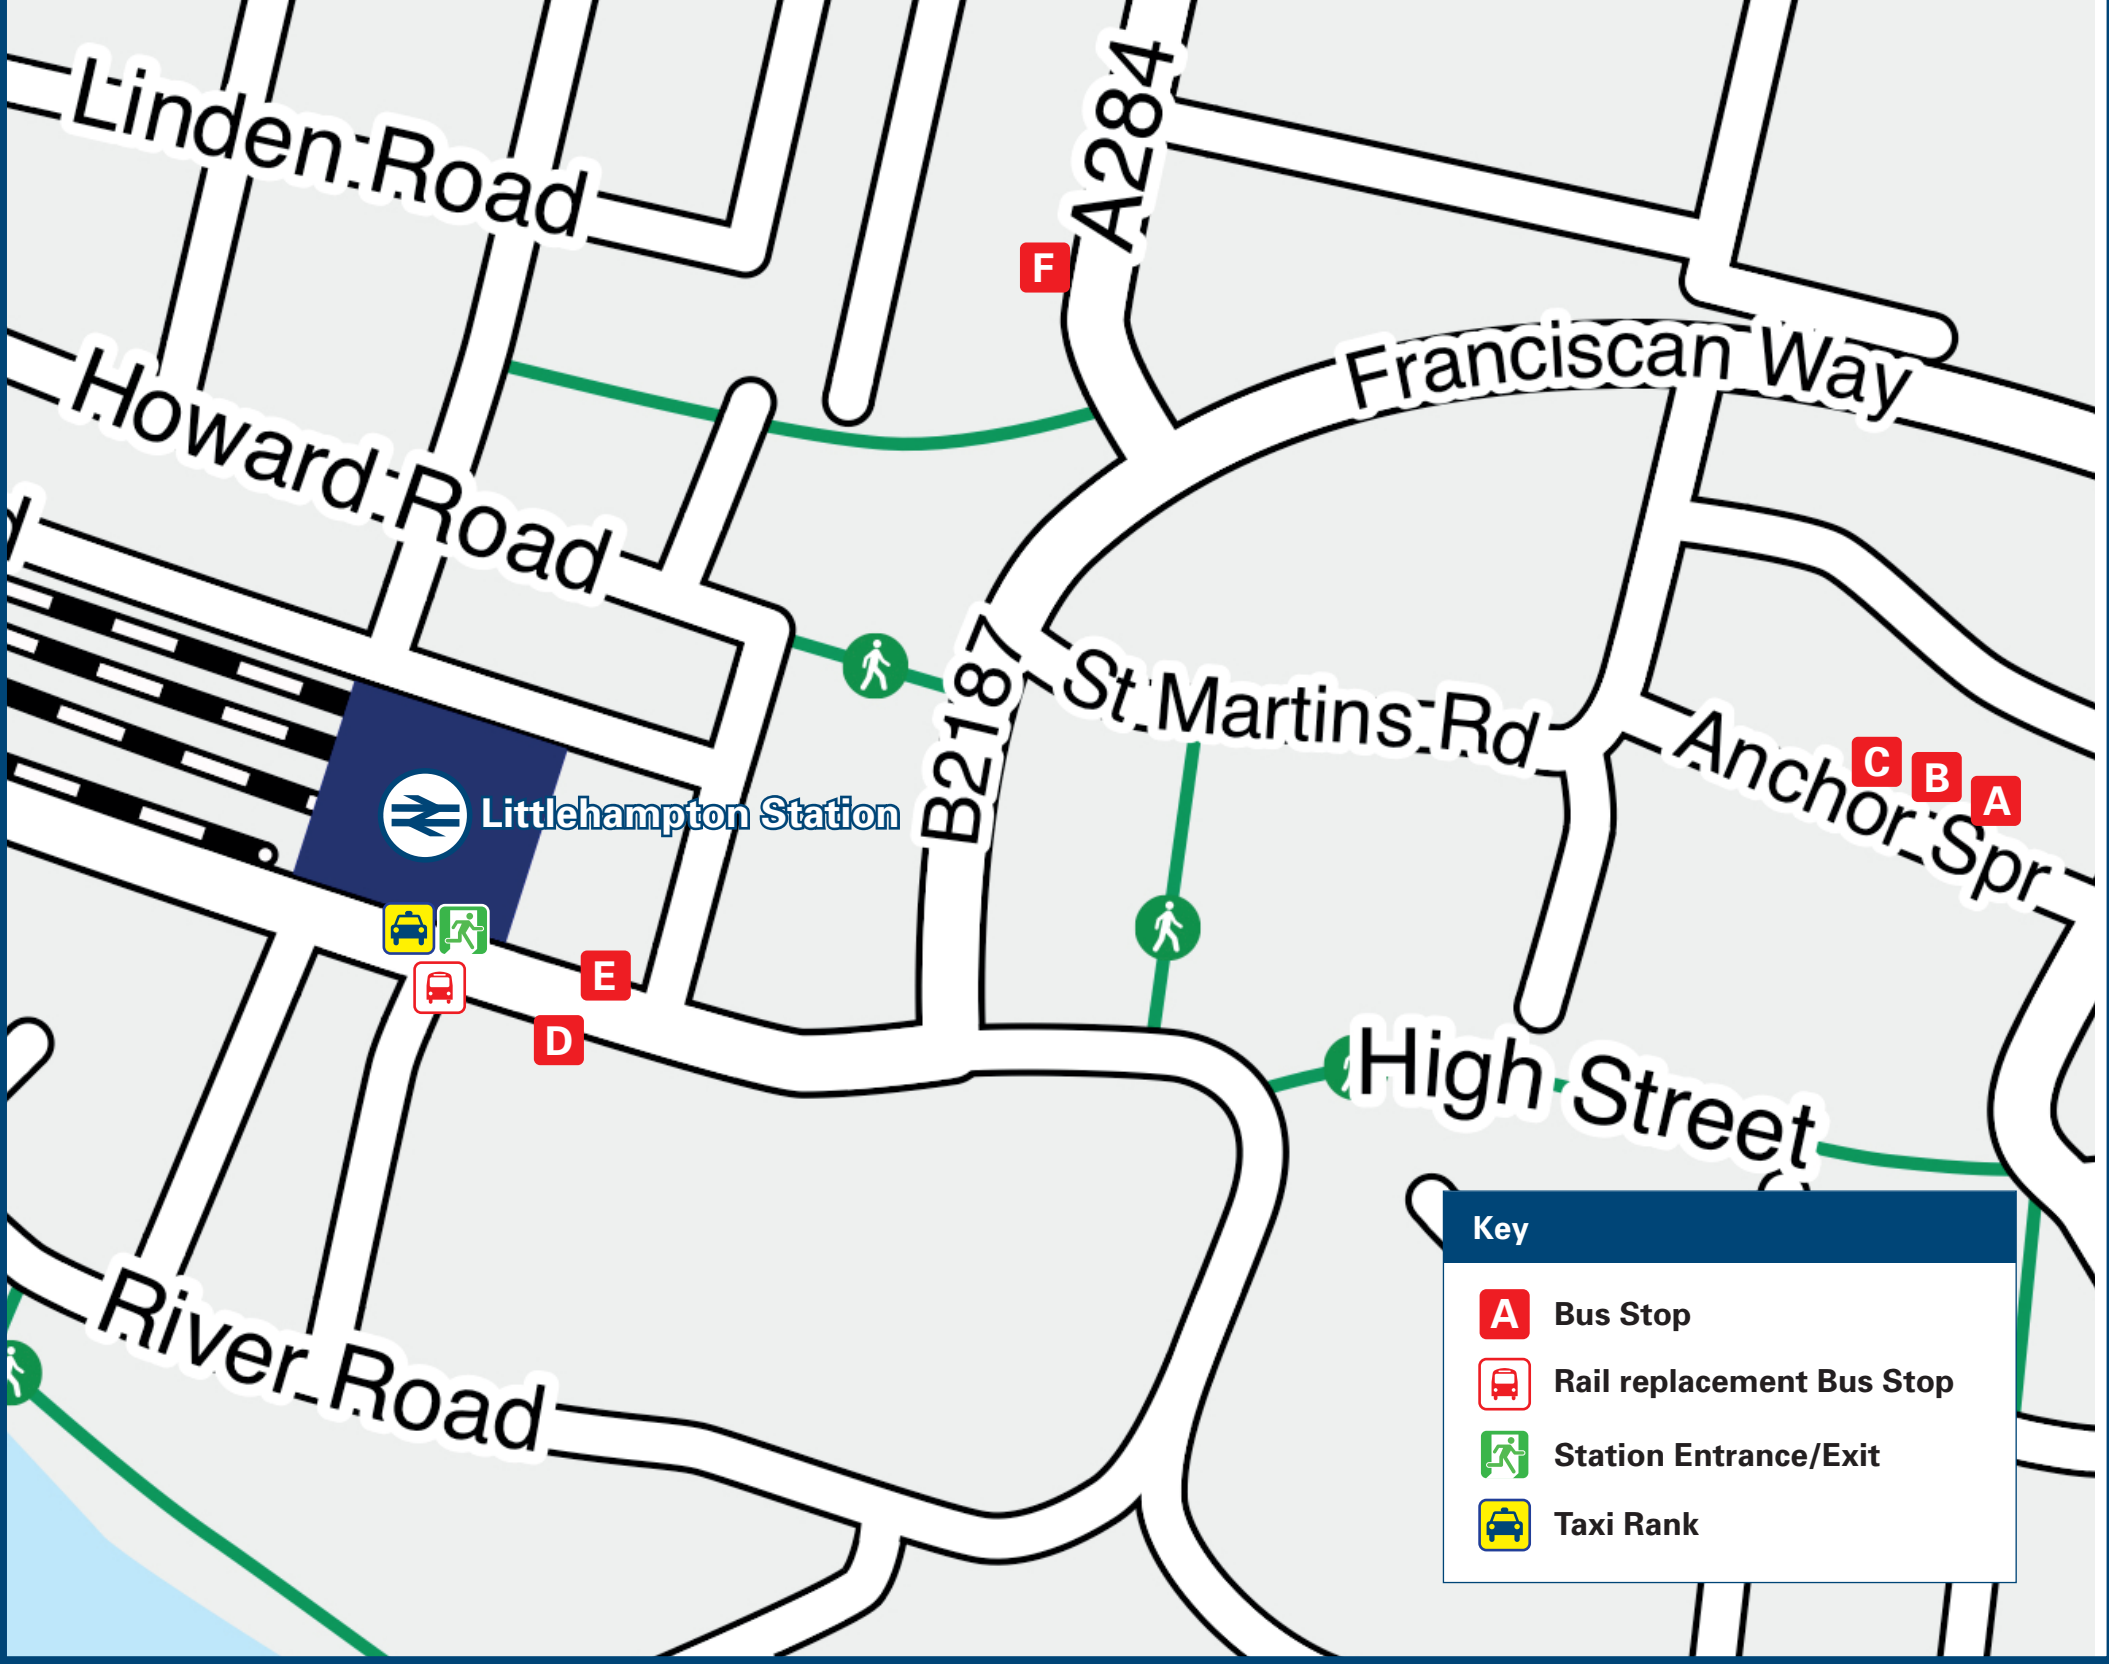 Linden Road
A284
F
Franciscan Way
Howard Road
d
B2187
St Martins Rd
Anchor Spr
C
B
A
Littlehampton Station
E
D
High Street
River Road
Key
A Bus Stop
Rail replacement Bus Stop
Station Entrance/Exit
Taxi Rank